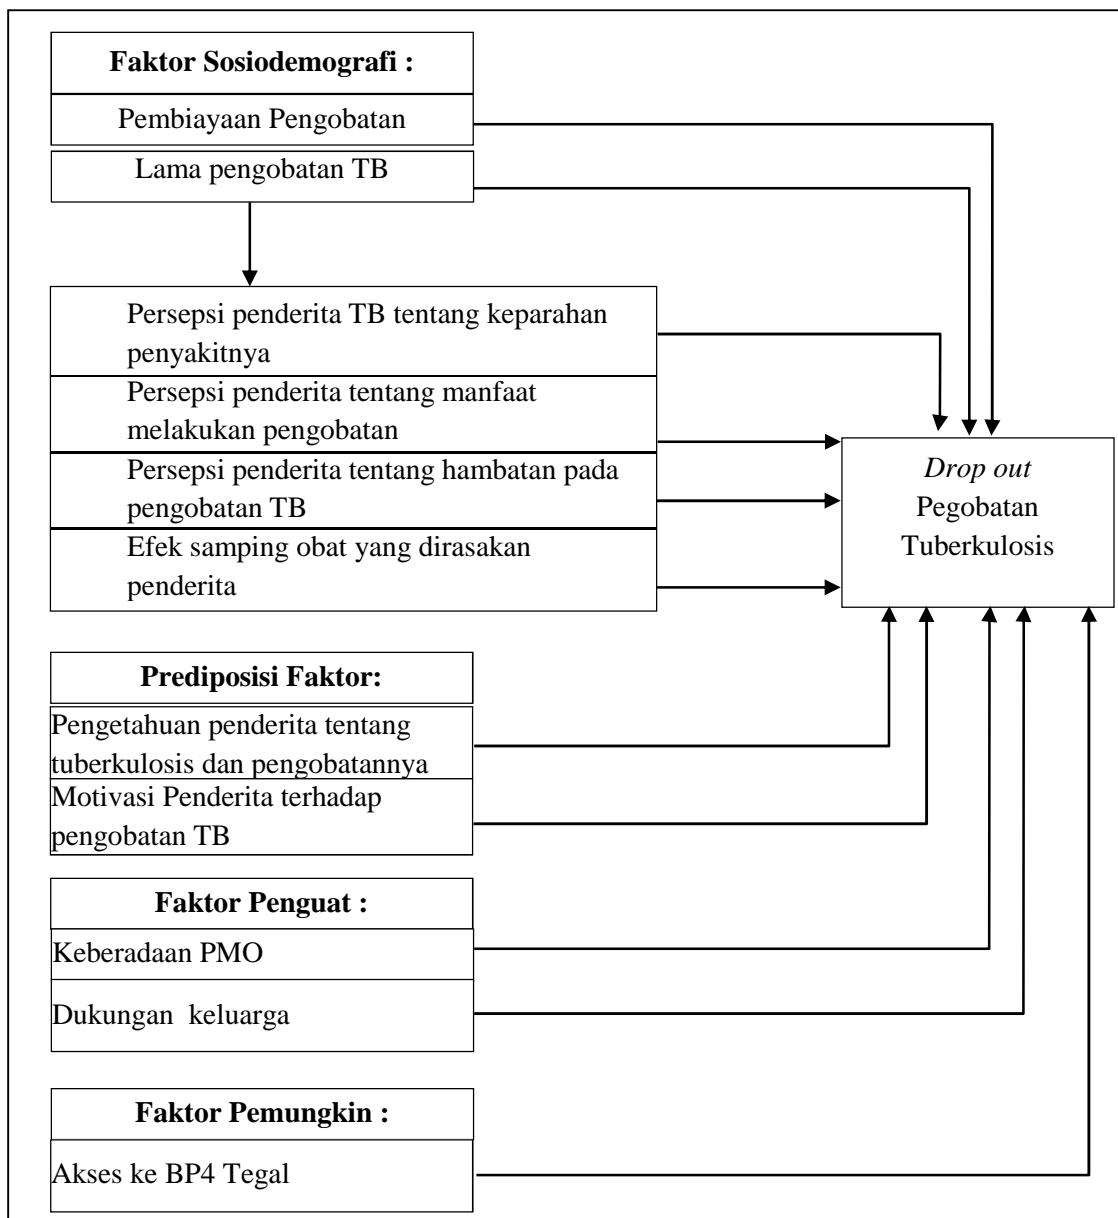 Faktor Sosiodemografi :
Pembiayaan Pengobatan
Lama pengobatan TB
Persepsi penderita TB tentang keparahan
penyakitnya
Persepsi penderita tentang manfaat
melakukan pengobatan
Persepsi penderita tentang hambatan pada
pengobatan TB
Efek samping obat yang dirasakan
penderita
Drop out
Pegobatan
Tuberkulosis
Prediposisi Faktor:
Pengetahuan penderita tentang
tuberkulosis dan pengobatannya
Motivasi Penderita terhadap
pengobatan TB
Faktor Penguat :
Keberadaan PMO
Dukungan keluarga
Faktor Pemungkin :
Akses ke BP4 Tegal